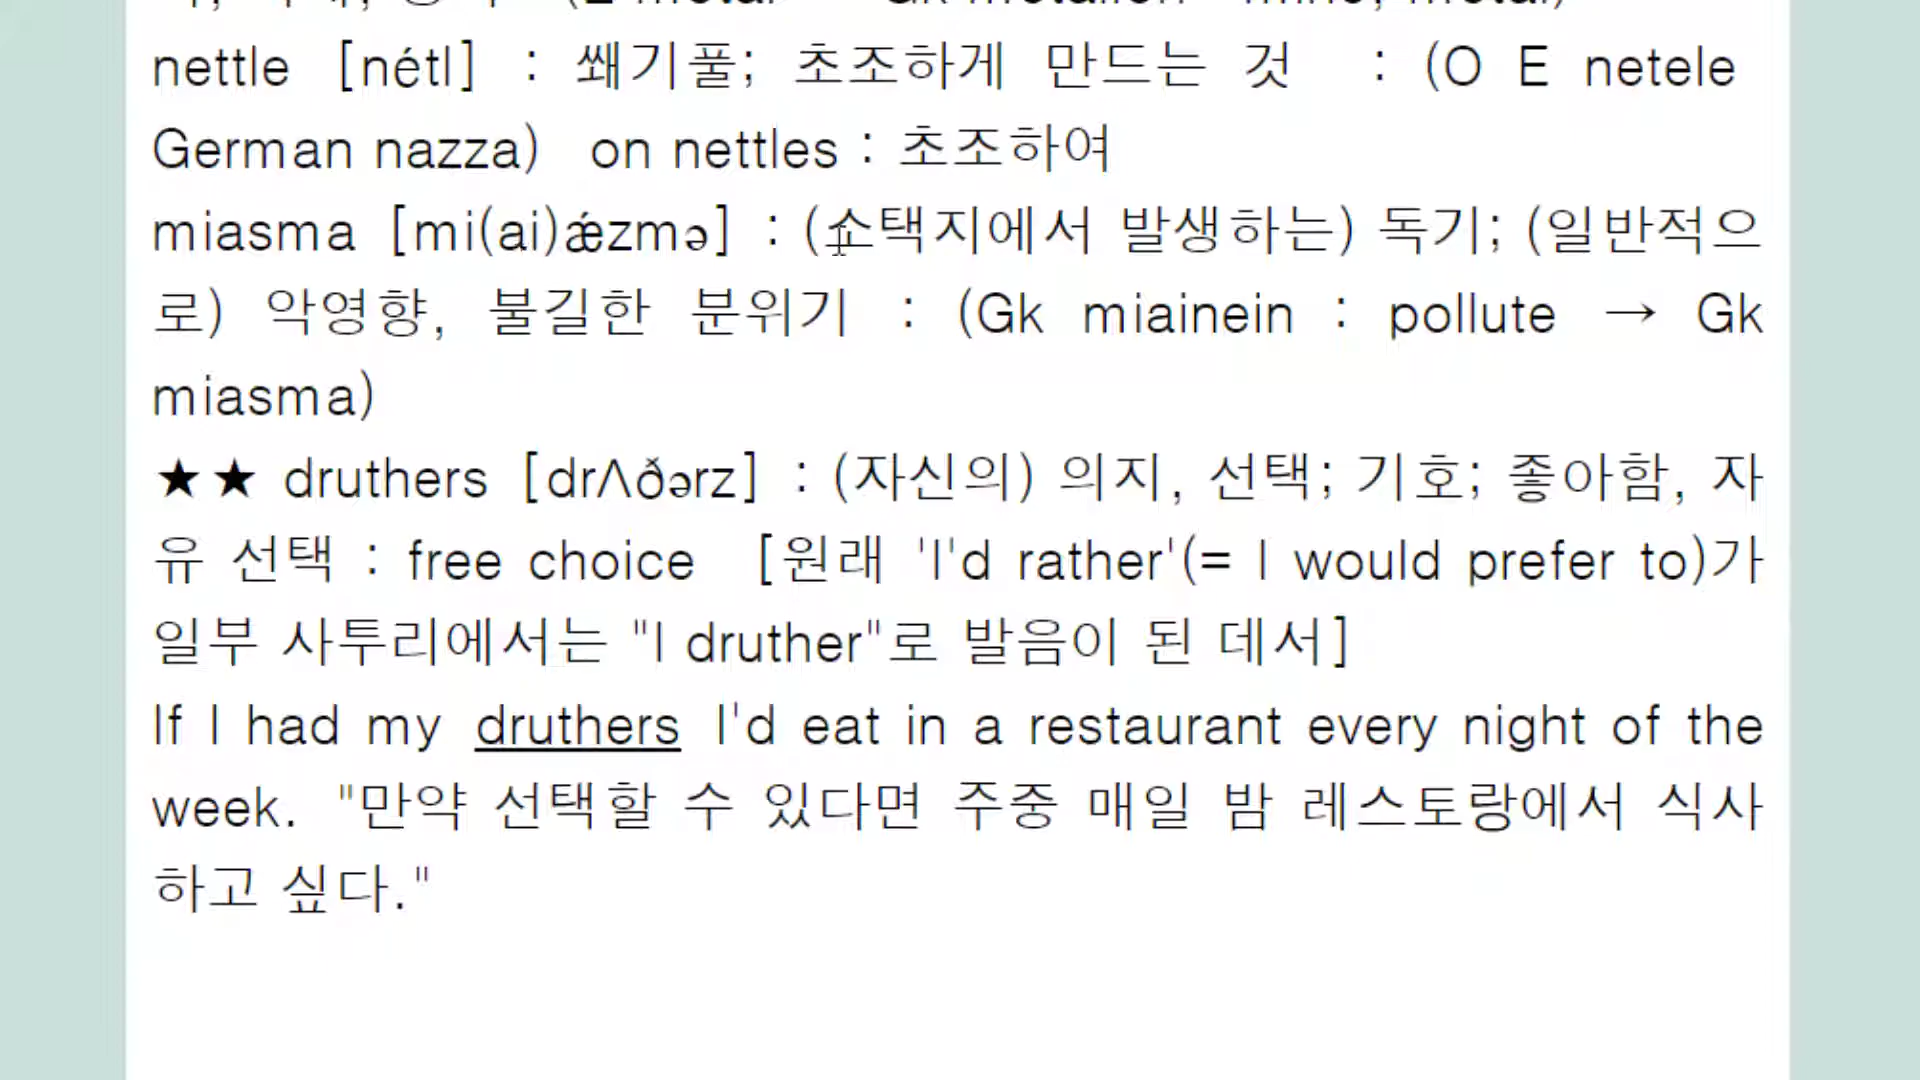 nettle [nétl] : 쐐기풀; 초조하게 만드는 것 : (O E netele
German nazza) on nettles : 초조하여
miasma [mi(ai)ǽzmə] : (소택지에서 발생하는) 독기; (일반적으
로) 악영향, 불길한 분위기 : (Gk miainein : pollute → Gk
miasma)
★★ druthers [drΛðərz] : (자신의) 의지, 선택; 기호; 좋아함, 자
유 선택 : free choice [원래 'I'd rather'(= I would prefer to)가
일부 사투리에서는 "I druther"로 발음이 된 데서]
If I had my druthers I'd eat in a restaurant every night of the
week. "만약 선택할 수 있다면 주중 매일 밤 레스토랑에서 식사
하고 싶다."